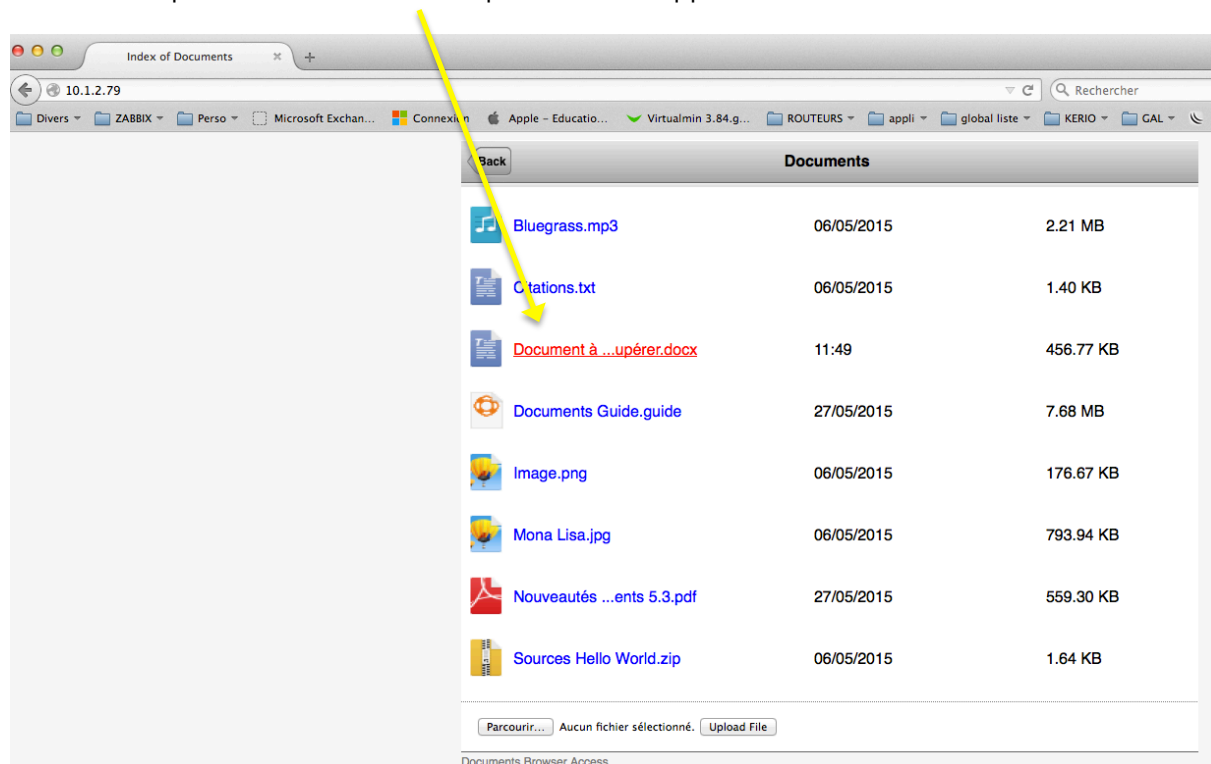 Index of Documents
10.1.2.79
Rechercher
Divers ZABBIX Perso Microsoft Exchan... Connexion Apple – Educatio... Virtualmin 3.84.g... ROUTEURS appli global liste KERIO GAL
Back Documents
Bluegrass.mp3 06/05/2015 2.21 MB
Citations.txt 06/05/2015 1.40 KB
Document à ...upérer.docx 11:49 456.77 KB
Documents Guide.guide 27/05/2015 7.68 MB
Image.png 06/05/2015 176.67 KB
Mona Lisa.jpg 06/05/2015 793.94 KB
Nouveautés ...ents 5.3.pdf 27/05/2015 559.30 KB
Sources Hello World.zip 06/05/2015 1.64 KB
Parcourir... Aucun fichier sélectionné. Upload File
Documents Browser Access